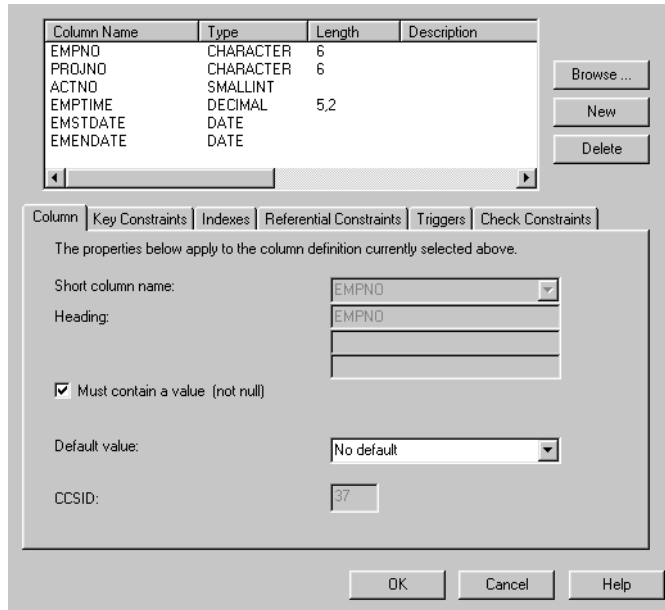 Column Name Type Length Description
EMPNO CHARACTER 6
PROJNO CHARACTER 6
ACTNO SMALLINT
EMPTIME DECIMAL 5,2
EMSTDATE DATE
EMENDATE DATE
Browse ...
New
Delete
Column Key Constraints Indexes Referential Constraints Triggers Check Constraints
The properties below apply to the column definition currently selected above.
Short column name: EMPNO
Heading: EMPNO
Must contain a value (not null)
Default value: No default
CCSID: 37
OK Cancel Help